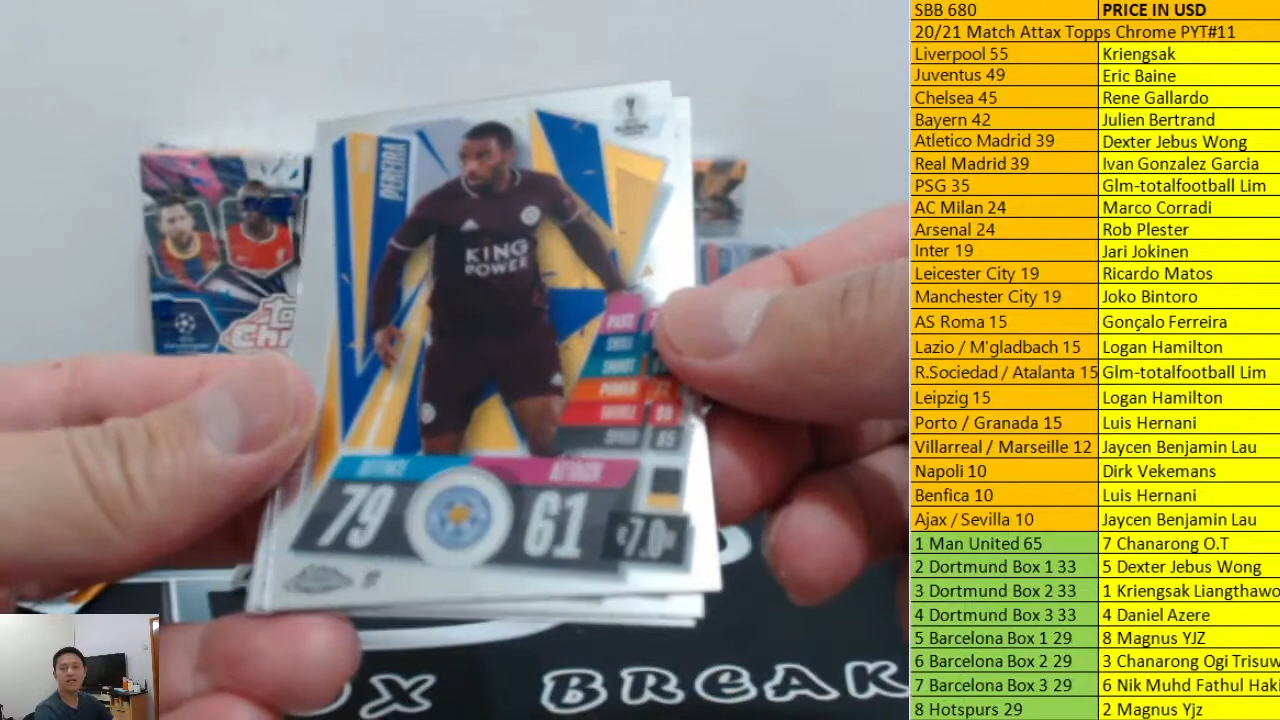 SBB 680 PRICE IN USD
20/21 Match Attax Topps Chrome PYT#11
Liverpool 55 Kriengsak
Juventus 49 Eric Baine
Chelsea 45 Rene Gallardo
Bayern 42 Julien Bertrand
Atletico Madrid 39 Dexter Jebus Wong
Real Madrid 39 Ivan Gonzalez Garcia
PSG 35 Glm-totalfootball Lim
AC Milan 24 Marco Corradi
Arsenal 24 Rob Plester
Inter 19 Jari Jokinen
Leicester City 19 Ricardo Matos
Manchester City 19 Joko Bintoro
AS Roma 15 Gonçalo Ferreira
Lazio / M'gladbach 15 Logan Hamilton
R.Sociedad / Atalanta 15 Glm-totalfootball Lim
Leipzig 15 Logan Hamilton
Porto / Granada 15 Luis Hernani
Villarreal / Marseille 12 Jaycen Benjamin Lau
Napoli 10 Dirk Vekemans
Benfica 10 Luis Hernani
Ajax / Sevilla 10 Jaycen Benjamin Lau
1 Man United 65 7 Chanarong O.T
2 Dortmund Box 1 33 5 Dexter Jebus Wong
3 Dortmund Box 2 33 1 Kriengsak Liangthawo
4 Dortmund Box 3 33 4 Daniel Azere
5 Barcelona Box 1 29 8 Magnus YJZ
6 Barcelona Box 2 29 3 Chanarong Ogi Trisuw
7 Barcelona Box 3 29 6 Nik Muhd Fathul Haki
8 Hotspurs 29 2 Magnus Yjz
PEREIRA
KING
POWER
DEFENCE ATTACK
79 61
BREAK